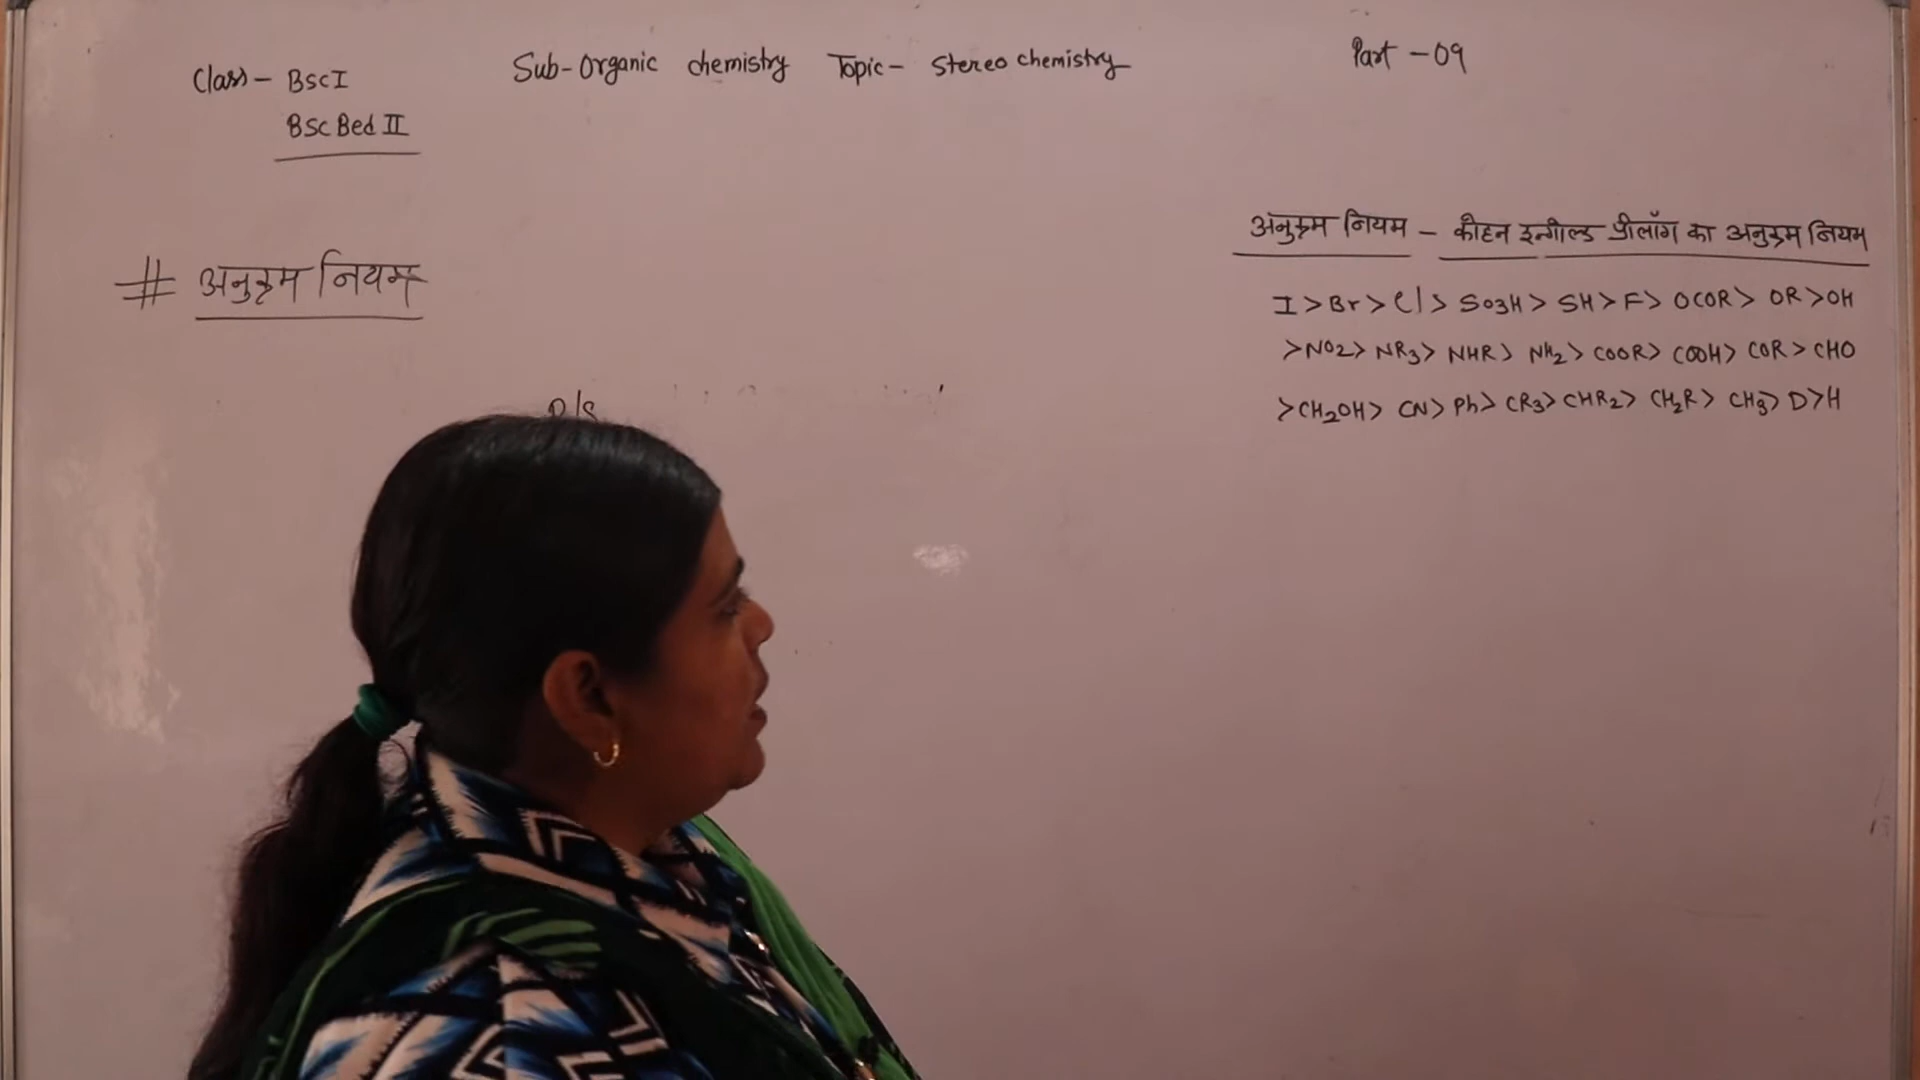 Class - BSc I
BSc Bed II
Sub-Organic chemistry Topic- Stereo chemistry
Part - 09
# अनुक्रम नियम
R/S
अनुक्रम नियम - कॉहन इन्गोल्ड प्रीलॉग का अनुक्रम नियम
I > Br > Cl > SO3H > SH > F > OCOR > OR > OH
> NO2 > NR3 > NHR > NH2 > COOR > COOH > COR > CHO
> CH2OH > CN > Ph > CR3 > CHR2 > CH2R > CH3 > D > H